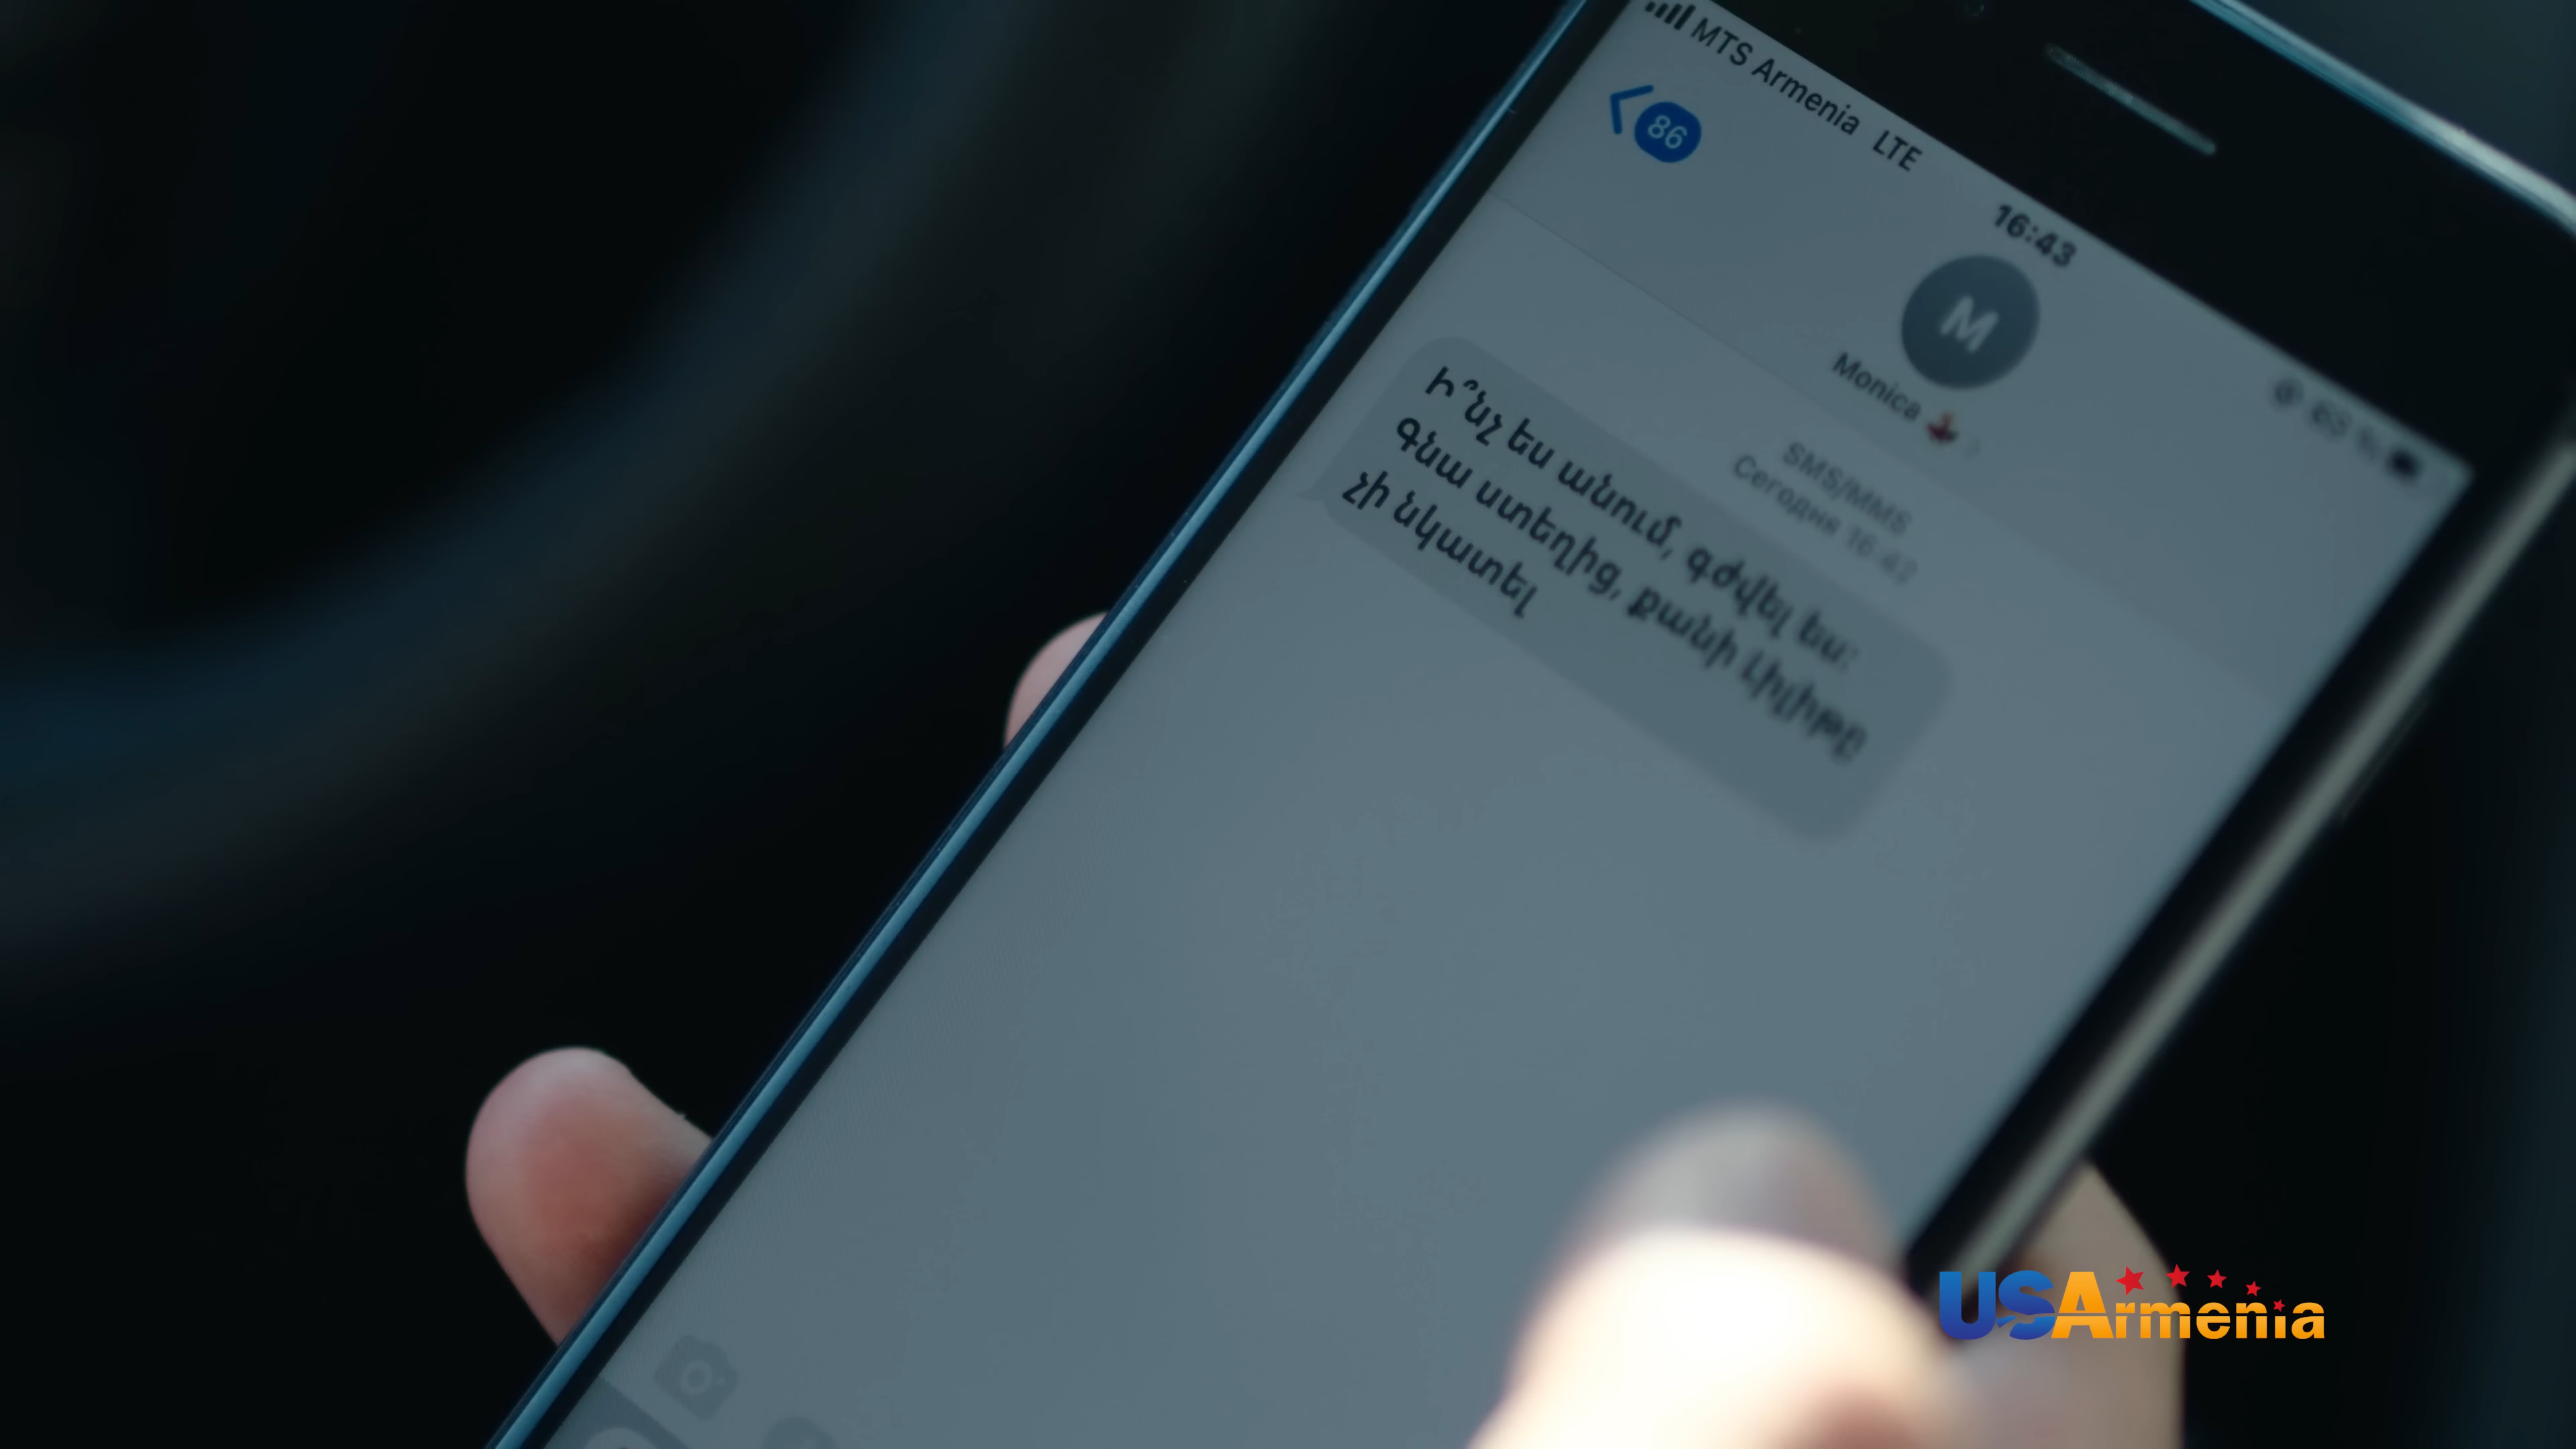 MTS Armenia LTE
16:43
86
M
Monica
SMS/MMS
Сегодня 16:42
Ի՞նչ ես անում, գժվել ես:
Գնա ստեղից, քանի Լիլիթը
չի նկատել
USArmenia